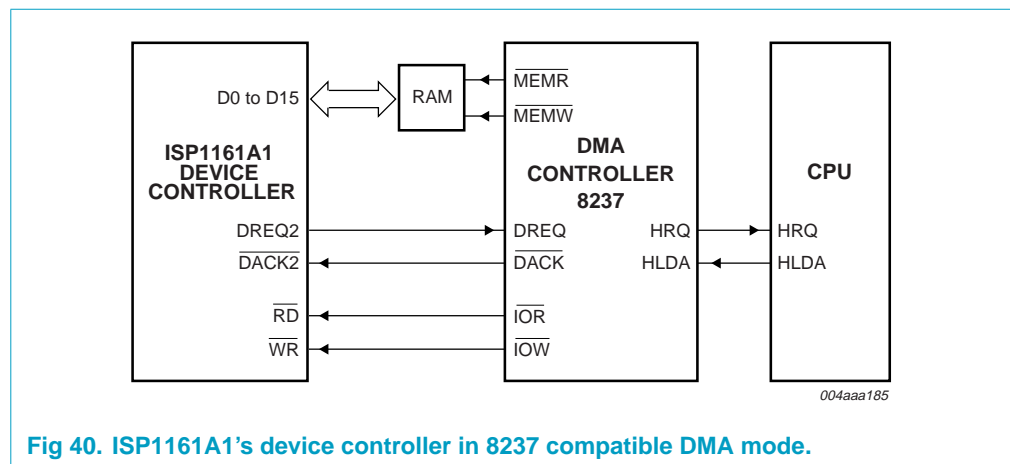 MEMR
D0 to D15
RAM
MEMW
ISP1161A1
DEVICE
CONTROLLER
DMA
CONTROLLER
8237
CPU
DREQ2
DREQ
HRQ
HRQ
DACK2
DACK
HLDA
HLDA
RD
IOR
WR
IOW
004aaa185
Fig 40. ISP1161A1's device controller in 8237 compatible DMA mode.